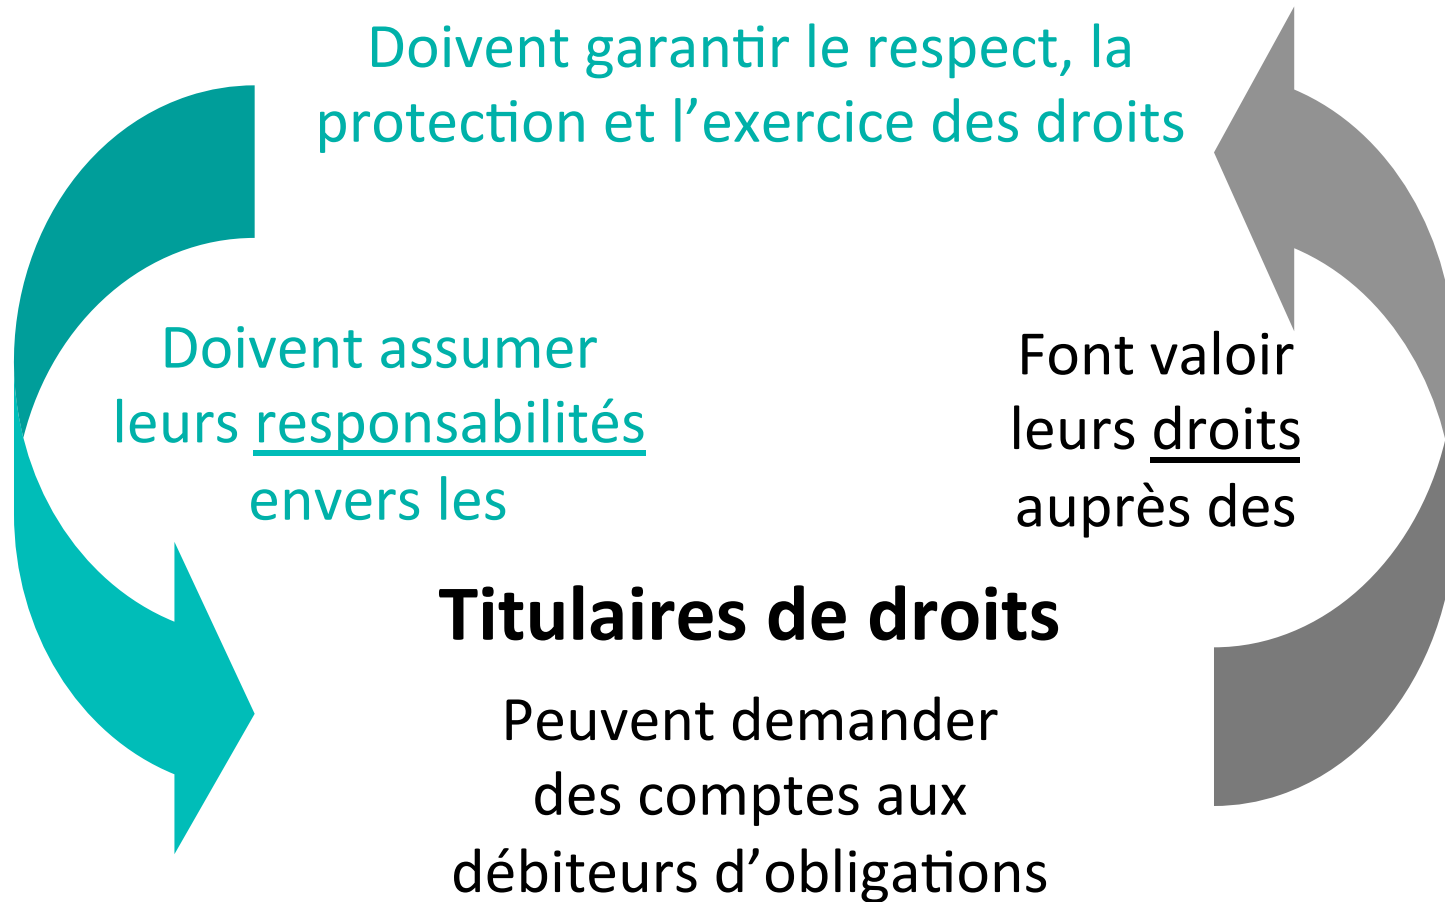 Doivent garantir le respect, la
protection et l’exercice des droits
Doivent assumer
leurs responsabilités
envers les
Font valoir
leurs droits
auprès des
Titulaires de droits
Peuvent demander
des comptes aux
débiteurs d’obligations